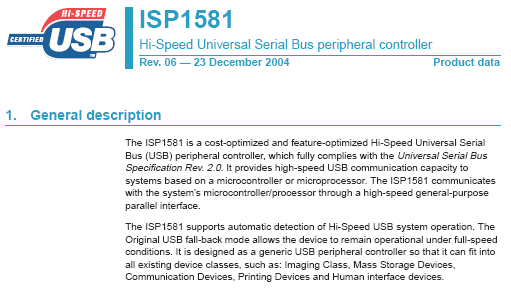 HI-SPEED
CERTIFIED USB™
ISP1581
Hi-Speed Universal Serial Bus peripheral controller
Rev. 06 — 23 December 2004 Product data
1. General description
The ISP1581 is a cost-optimized and feature-optimized Hi-Speed Universal Serial
Bus (USB) peripheral controller, which fully complies with the Universal Serial Bus
Specification Rev. 2.0. It provides high-speed USB communication capacity to
systems based on a microcontroller or microprocessor. The ISP1581 communicates
with the system's microcontroller/processor through a high-speed general-purpose
parallel interface.
The ISP1581 supports automatic detection of Hi-Speed USB system operation. The
Original USB fall-back mode allows the device to remain operational under full-speed
conditions. It is designed as a generic USB peripheral controller so that it can fit into
all existing device classes, such as: Imaging Class, Mass Storage Devices,
Communication Devices, Printing Devices and Human interface devices.